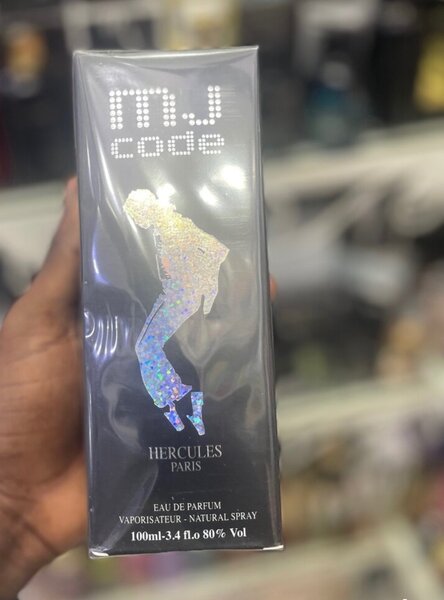 MJ
code
HERCULES
PARIS
EAU DE PARFUM
VAPORISATEUR - NATURAL SPRAY
100ml-3.4 fl.o 80% Vol